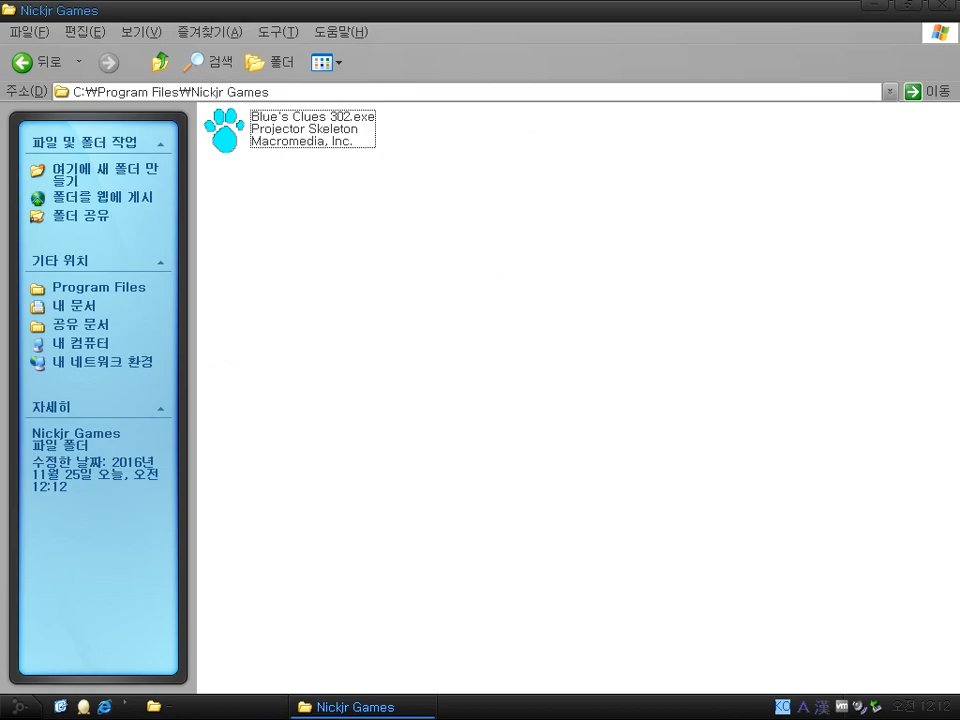 Nickjr Games
파일(F) 편집(E) 보기(V) 즐겨찾기(A) 도구(T) 도움말(H)
뒤로 검색 폴더
주소(D) C:₩Program Files₩Nickjr Games 이동
파일 및 폴더 작업
여기에 새 폴더 만
들기
폴더를 웹에 게시
폴더 공유
기타 위치
Program Files
내 문서
공유 문서
내 컴퓨터
내 네트워크 환경
자세히
Nickjr Games
파일 폴더
수정한 날짜: 2016년
11월 25일 오늘, 오전
12:12
Blue's Clues 302.exe
Projector Skeleton
Macromedia, Inc.
Nickjr Games
KO A 漢 오전 12:12